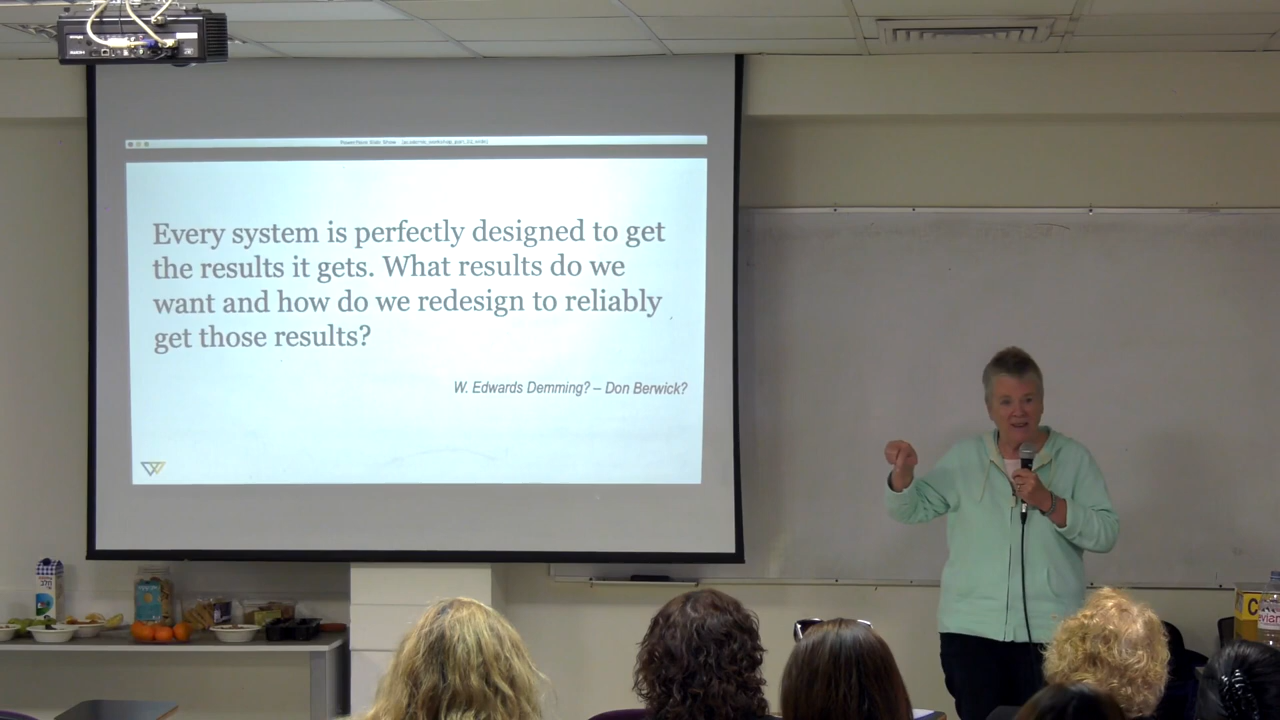 Every system is perfectly designed to get
the results it gets. What results do we
want and how do we redesign to reliably
get those results?
W. Edwards Demming? – Don Berwick?
evian